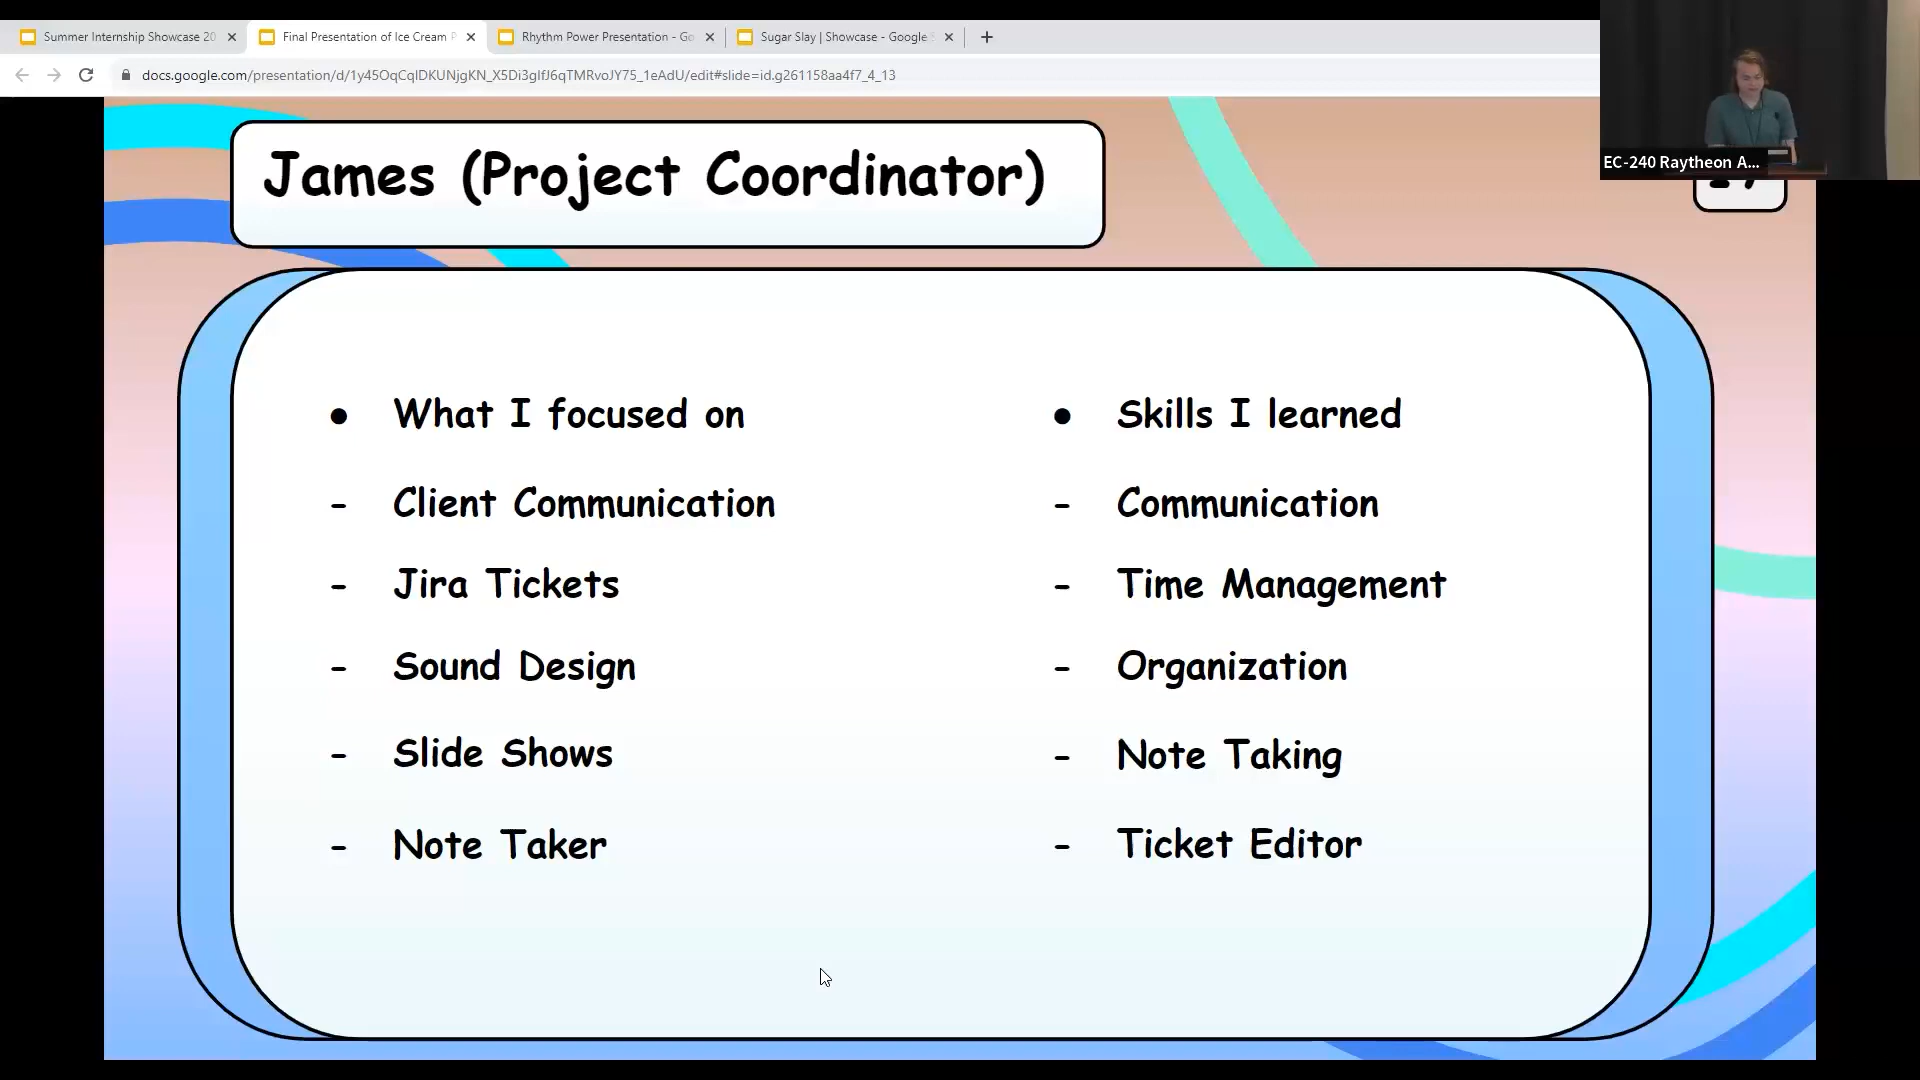 Summer Internship Showcase 20
Final Presentation of Ice Cream P
Rhythm Power Presentation - Go
Sugar Slay | Showcase - Google S
docs.google.com/presentation/d/1y45OqCqIDKUNjgKN_X5Di3gIfJ6qTMRvoJY75_1eAdU/edit#slide=id.g261158aa4f7_4_13
EC-240 Raytheon A...
James (Project Coordinator)
● What I focused on
- Client Communication
- Jira Tickets
- Sound Design
- Slide Shows
- Note Taker
● Skills I learned
- Communication
- Time Management
- Organization
- Note Taking
- Ticket Editor